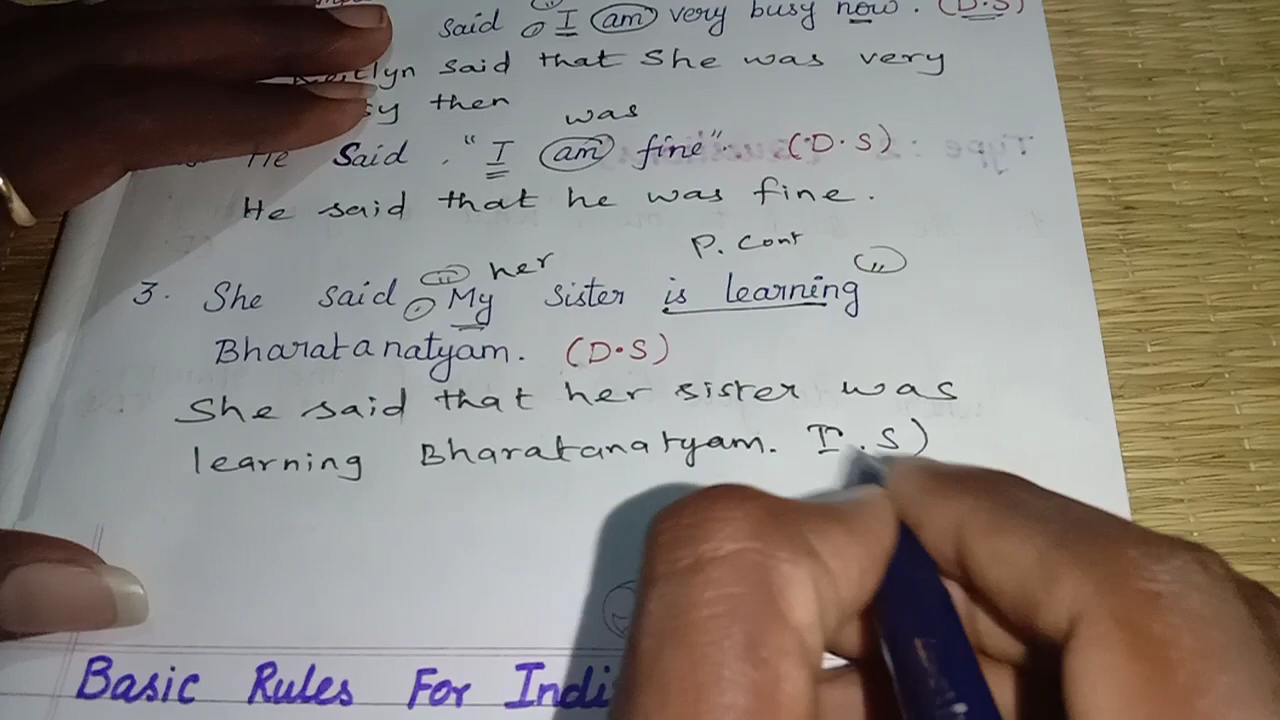 said , " I am very busy now . (D.S)
said that She was very
then
was
He Said , " I am fine" . (D.S)
He said that he was fine .
P. Cont
her
3. She said , " My sister is learning "
Bharatanatyam. (D.S)
She said that her sister was
learning Bharatanatyam. I.S)
Basic Rules For Indi